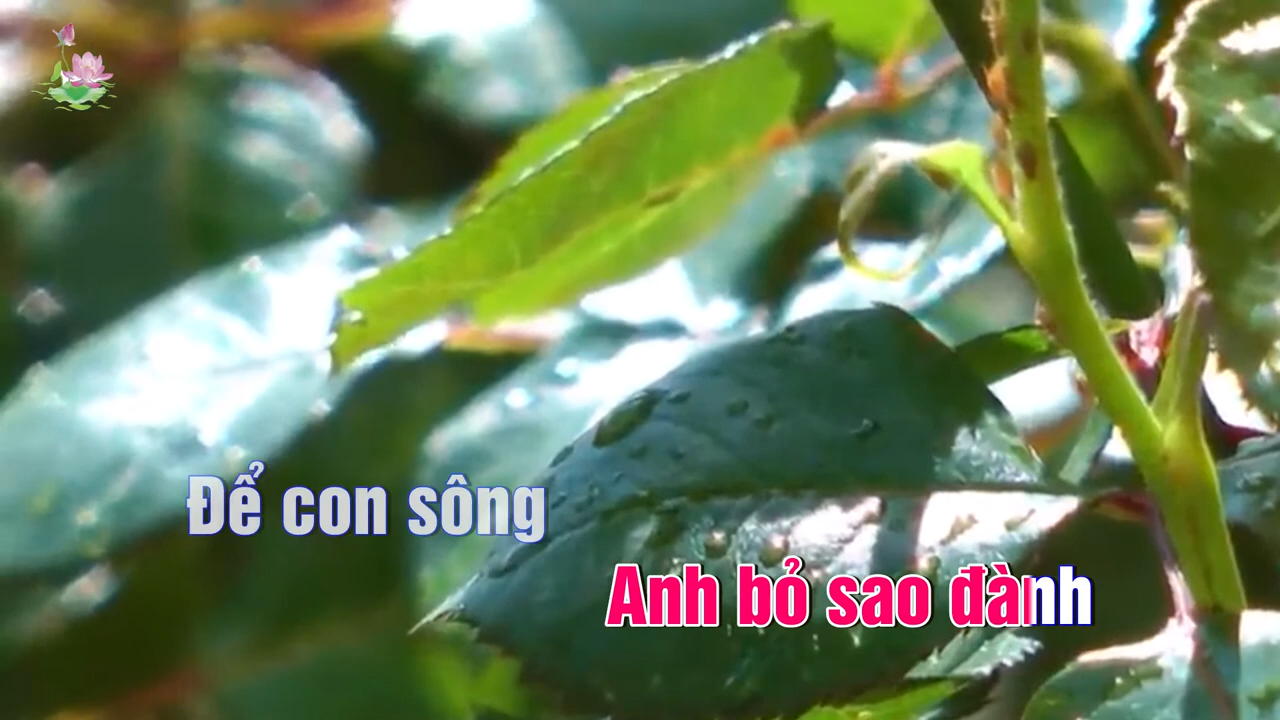 Để con sông
Anh bỏ sao đành